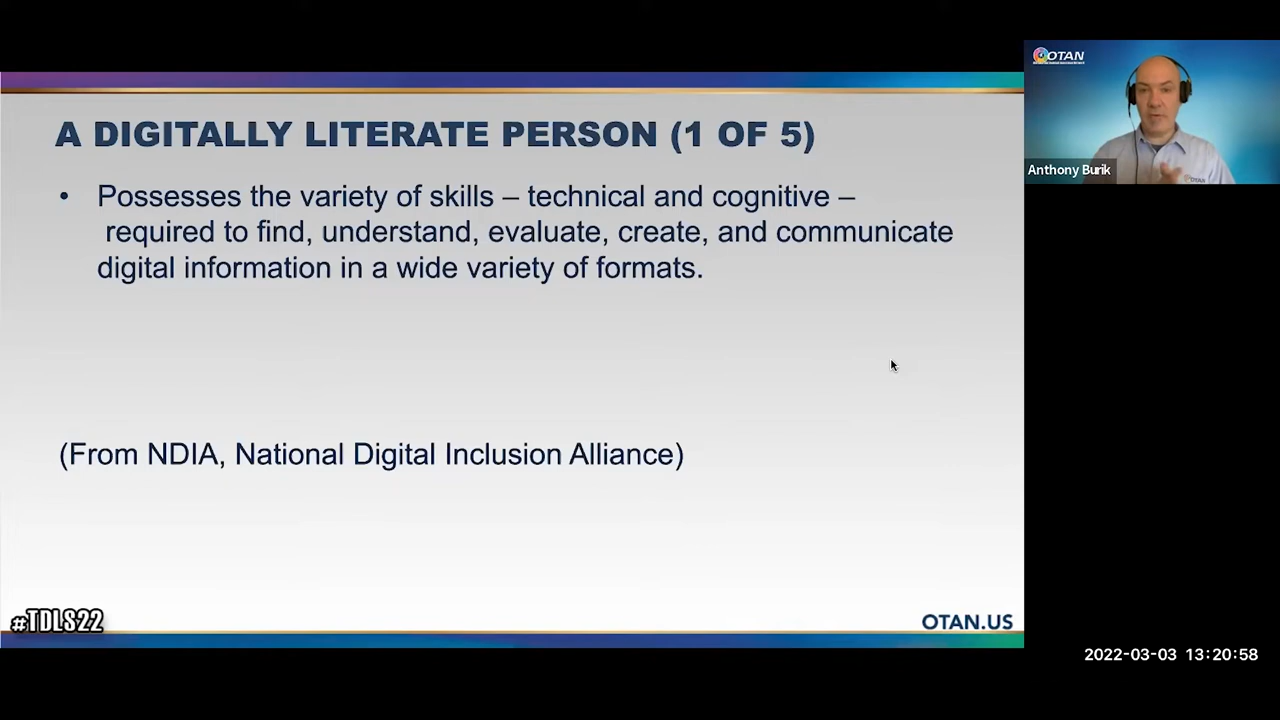 A DIGITALLY LITERATE PERSON (1 OF 5)
• Possesses the variety of skills – technical and cognitive –
required to find, understand, evaluate, create, and communicate
digital information in a wide variety of formats.
(From NDIA, National Digital Inclusion Alliance)
#TDLS22
OTAN.US
OTAN
Anthony Burik
OTAN
2022-03-03 13:20:58